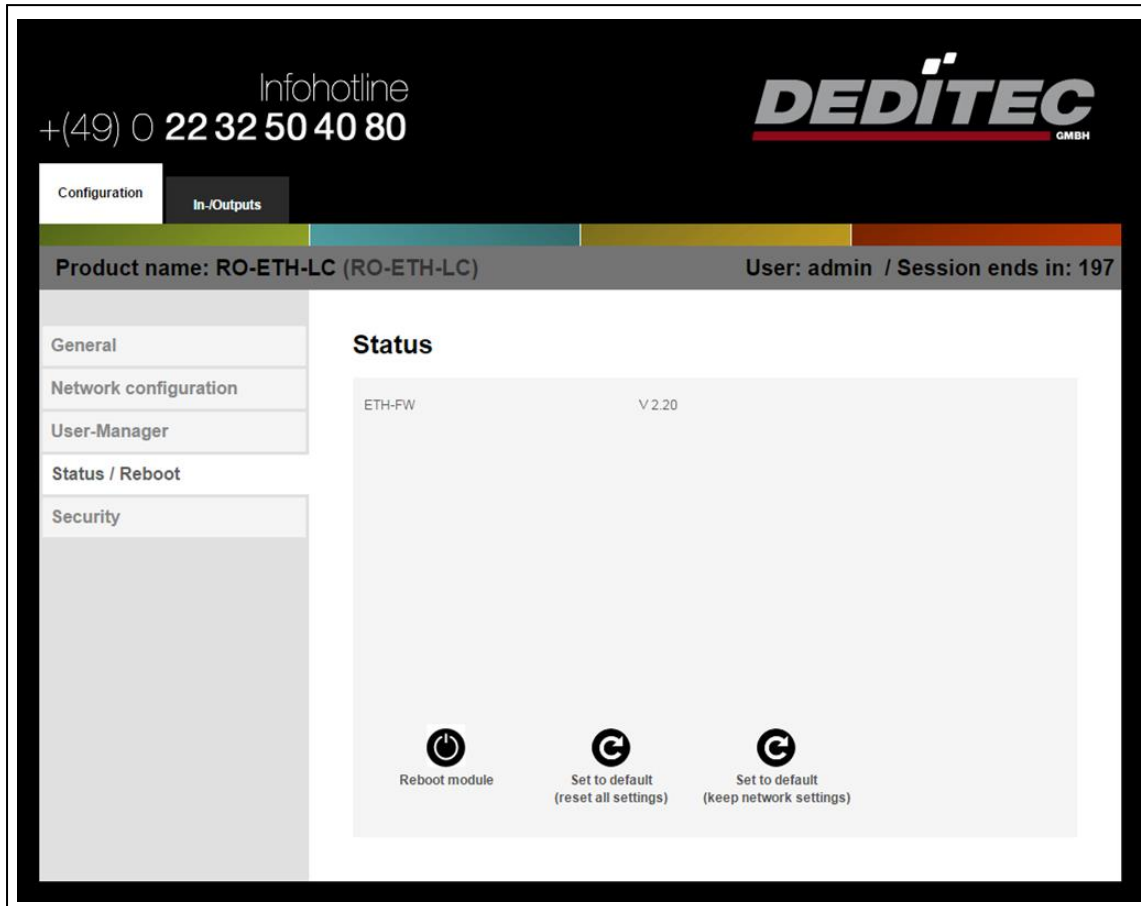 Infohotline
+(49) 0 22 32 50 40 80
DEDITEC
GMBH
Configuration
In-/Outputs
Product name: RO-ETH-LC (RO-ETH-LC)
User: admin / Session ends in: 197
General
Network configuration
User-Manager
Status / Reboot
Security
Status
ETH-FW V 2.20
Reboot module
Set to default
(reset all settings)
Set to default
(keep network settings)